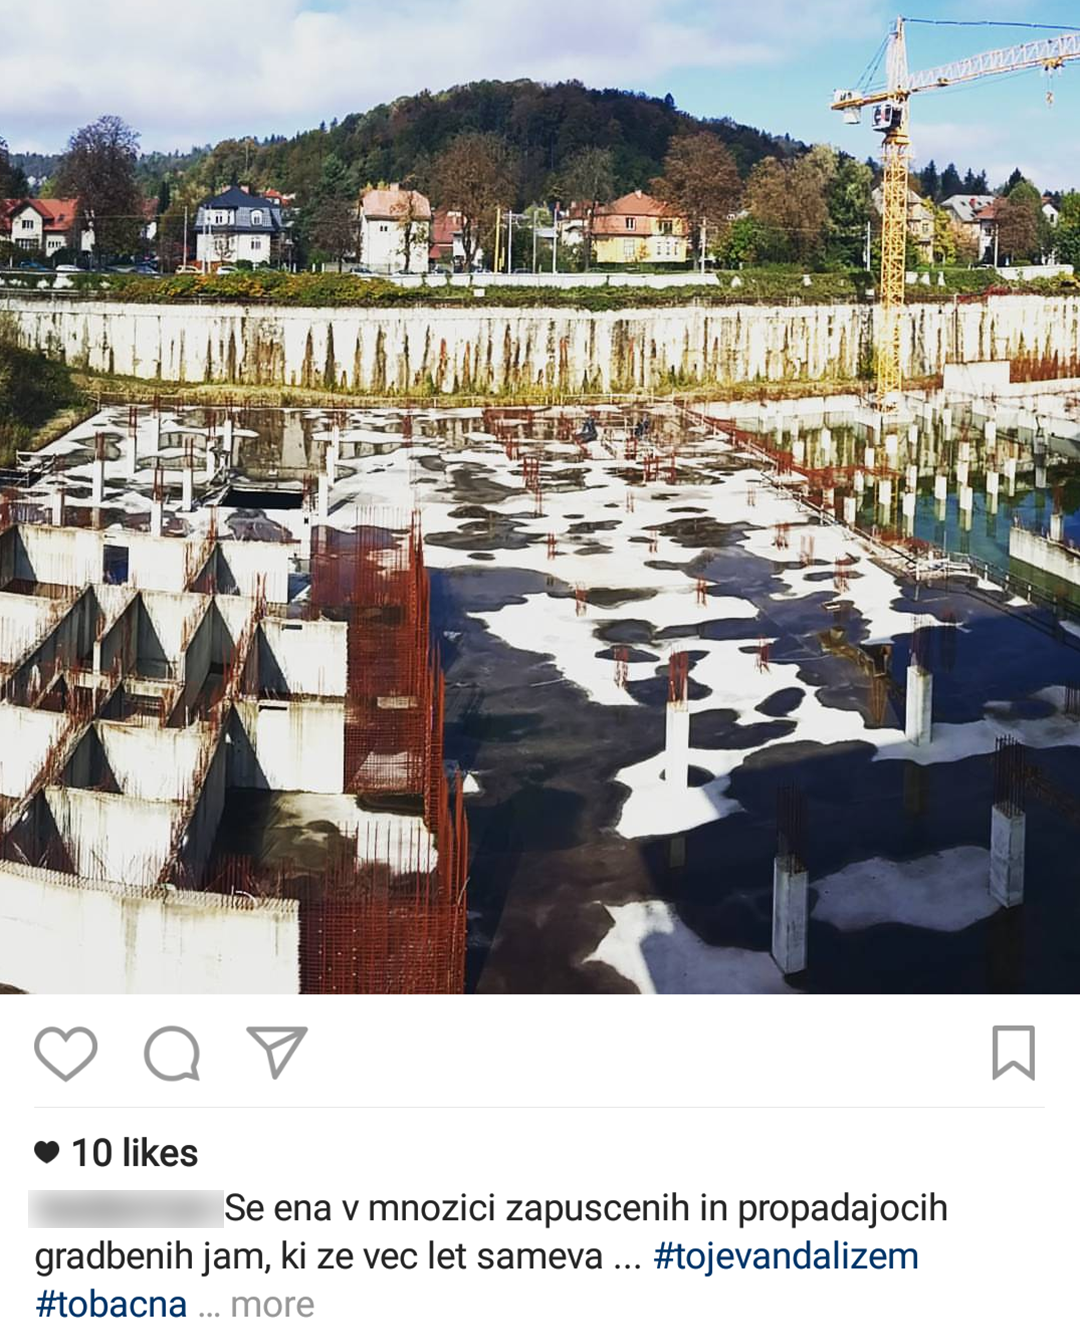 10 likes
Se ena v mnozici zapuscenih in propadajocih
gradbenih jam, ki ze vec let sameva ... #tojevandalizem
#tobacna ... more